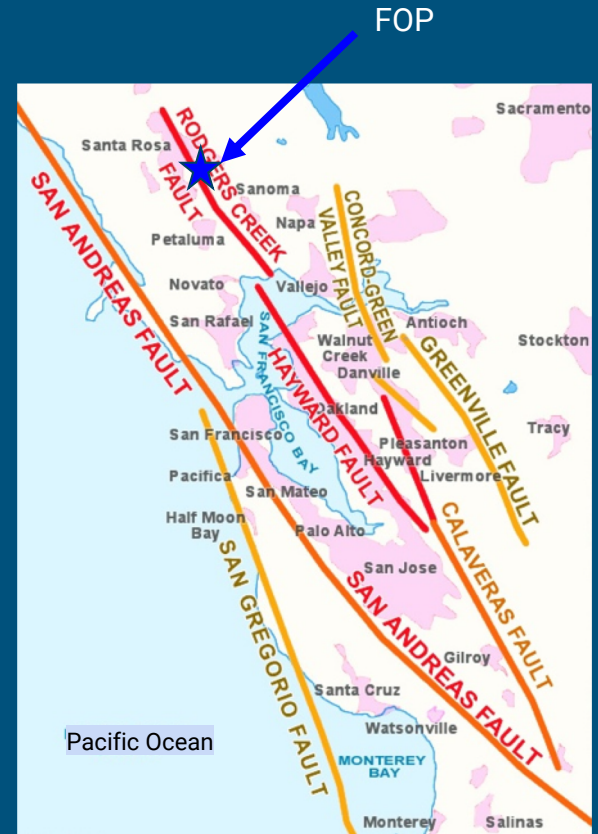 FOP
Sacramento
Santa Rosa
RODGERS CREEK
FAULT
Sanoma
Napa
Petaluma
CONCORD-GREEN
VALLEY FAULT
SAN ANDREAS FAULT
Novato
Vallejo
San Rafael
Antioch
Walnut
Creek
Stockton
Danville
SAN FRANCISCO BAY
HAYWARD FAULT
GREENVILLE FAULT
Oakland
Tracy
San Francisco
Pleasanton
Hayward
Livermore
Pacifica
San Mateo
Half Moon
Bay
Palo Alto
CALAVERAS FAULT
San Jose
SAN GREGORIO FAULT
SAN ANDREAS FAULT
Gilroy
Santa Cruz
Watsonville
Pacific Ocean
MONTEREY
BAY
Monterey
Salinas